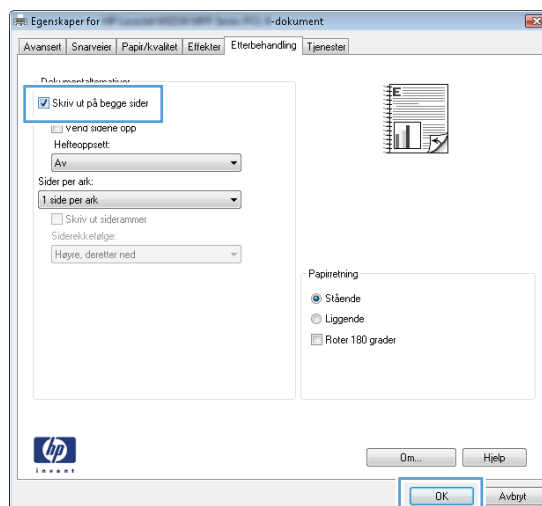 Egenskaper for -dokument
Avansert Snarveier Papir/kvalitet Effekter Etterbehandling Tjenester
Dokumentalternativer
Skriv ut på begge sider
Vend sidene opp
Hefteoppsett:
Av
Sider per ark:
1 side per ark
Skriv ut siderammer
Siderekkefølge:
Høyre, deretter ned
E
Papirretning
Stående
Liggende
Roter 180 grader
hp
invent
Om... Hjelp
OK Avbryt